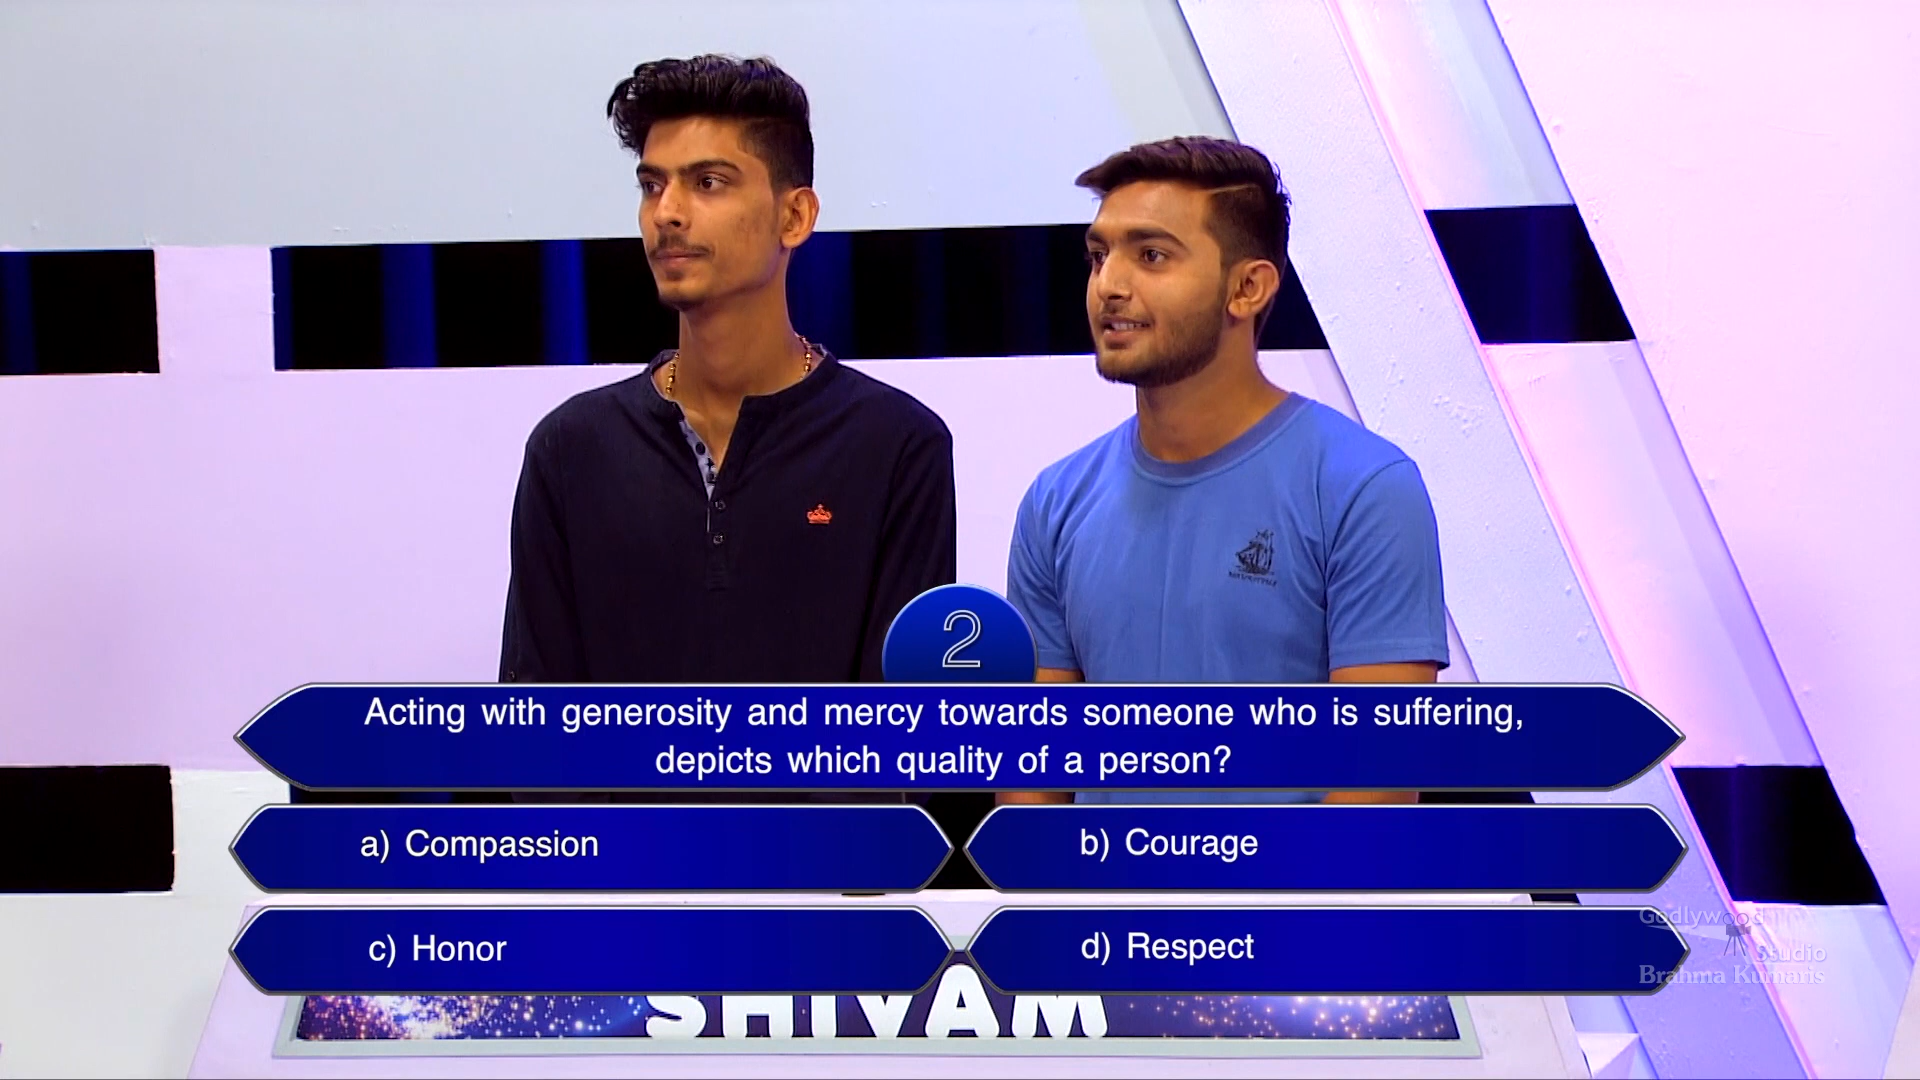 2
Acting with generosity and mercy towards someone who is suffering,
depicts which quality of a person?
a) Compassion
b) Courage
c) Honor
d) Respect
Godlywood
Studio
Brahma Kumaris
SHIVAM